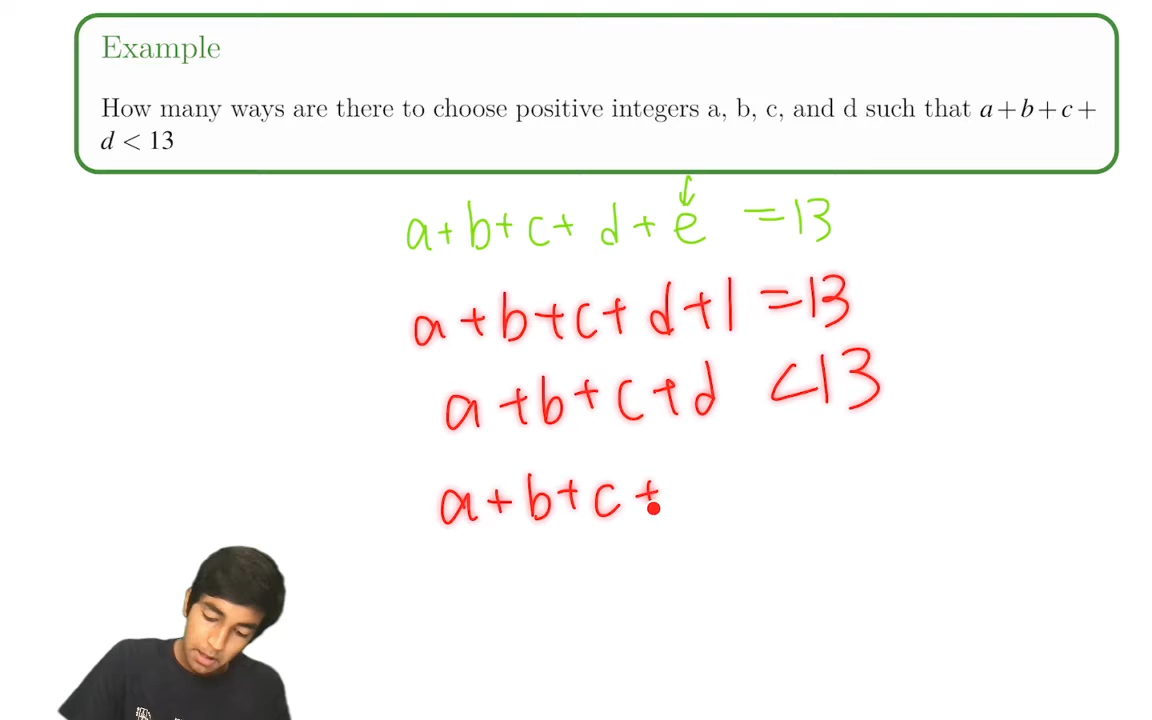 Example
How many ways are there to choose positive integers a, b, c, and d such that a + b + c +
d < 13
a + b + c + d + e = 13
a + b + c + d + 1 = 13
a + b + c + d < 13
a + b + c +